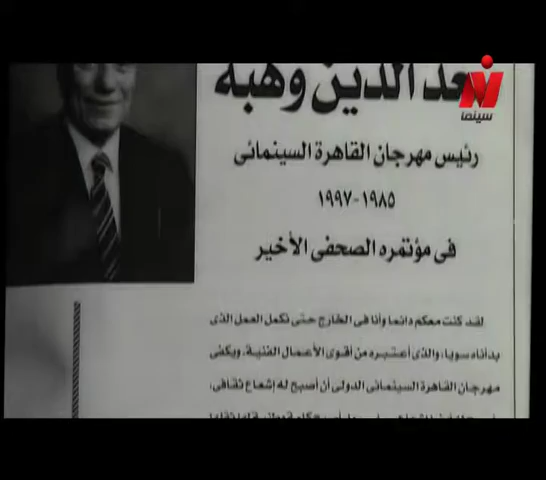 سعد الدين وهبة
سينما
رئيس مهرجان القاهرة السينمائى
١٩٨٥-١٩٩٧
فى مؤتمره الصحفى الأخير
لقد كنت معكم دائما وأنا فى الخارج حتى نكمل العمل الذى
بدأناه سويا، والذى أعتبره من أقوى الأعمال الفنية، ويكفى
مهرجان القاهرة السينمائى الدولى أن أصبح له إشعاع ثقافى،